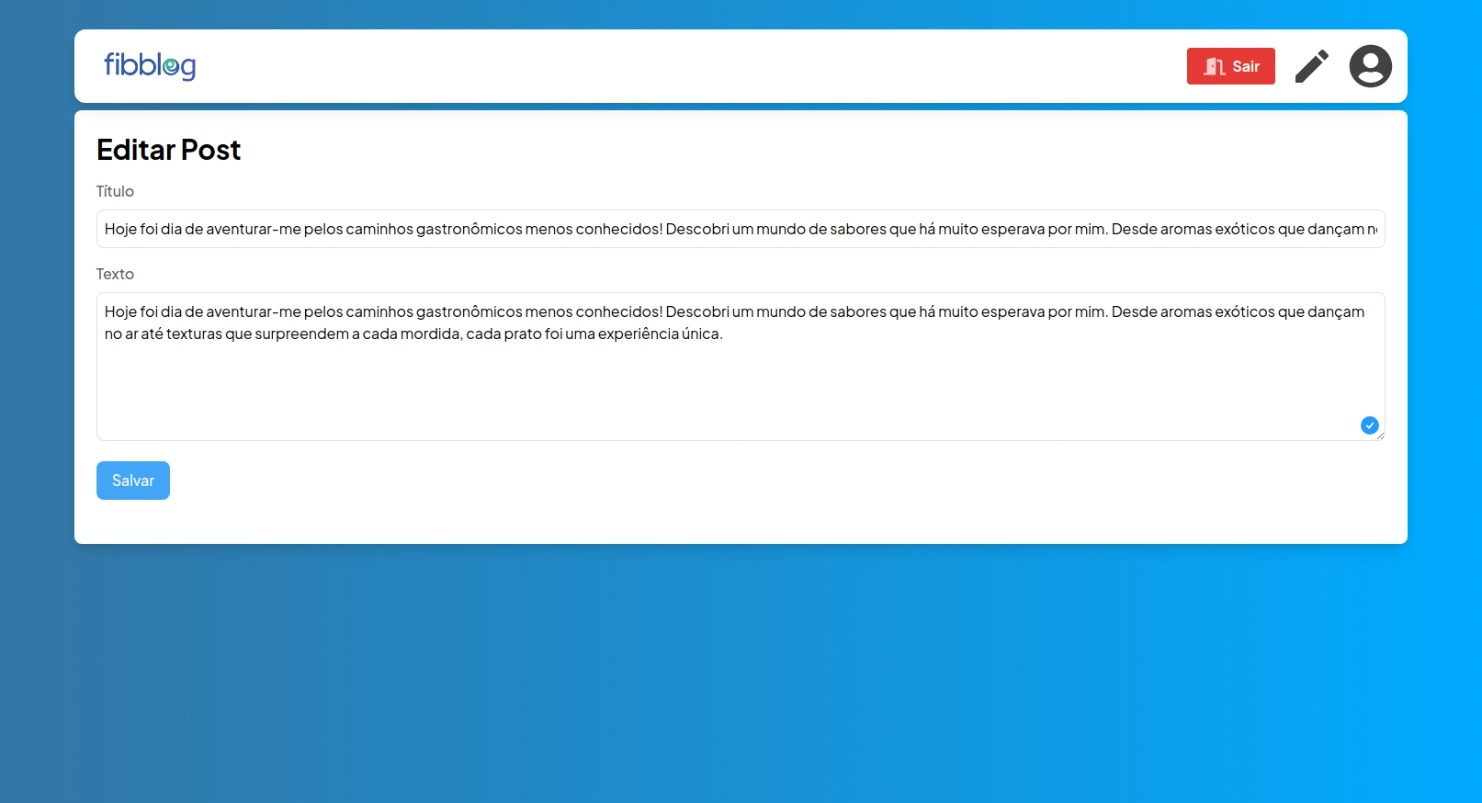 fibblog
Sair
Editar Post
Título
Hoje foi dia de aventurar-me pelos caminhos gastronômicos menos conhecidos! Descobri um mundo de sabores que há muito esperava por mim. Desde aromas exóticos que dançam
Texto
Hoje foi dia de aventurar-me pelos caminhos gastronômicos menos conhecidos! Descobri um mundo de sabores que há muito esperava por mim. Desde aromas exóticos que dançam
no ar até texturas que surpreendem a cada mordida, cada prato foi uma experiência única.
Salvar